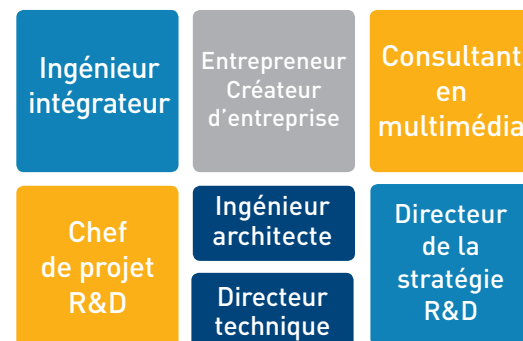 Ingénieur
intégrateur
Entrepreneur
Créateur
d'entreprise
Consultant
en
multimédia
Chef
de projet
R&D
Ingénieur
architecte
Directeur
technique
Directeur
de la
stratégie
R&D